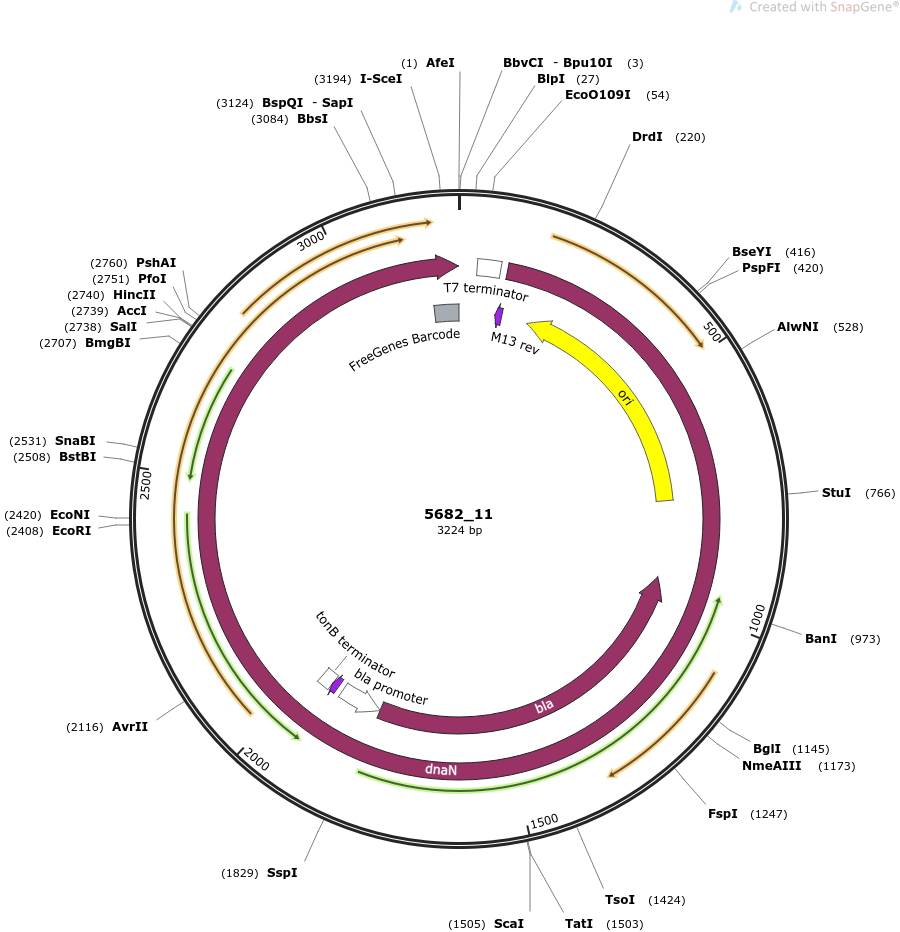 Created with SnapGene®
(1) AfeI
BbvCI - Bpu10I (3)
(3194) I-SceI
BlpI (27)
(3124) BspQI - SapI
EcoO109I (54)
(3084) BbsI
DrdI (220)
3000
BseYI (416)
(2760) PshAI
PspFI (420)
(2751) PfoI
T7 terminator
(2740) HincII
(2739) AccI
(2738) SalI
500
AlwNI (528)
(2707) BmgBI
FreeGenes Barcode
M13 rev
ori
(2531) SnaBI
(2508) BstBI
2500
StuI (766)
(2420) EcoNI
5682_11
(2408) EcoRI
3224 bp
1000
BanI (973)
tonB terminator
bla promoter
bla
(2116) AvrII
BglI (1145)
2000
NmeAIII (1173)
dnaN
FspI (1247)
1500
(1829) SspI
TsoI (1424)
(1505) ScaI
TatI (1503)